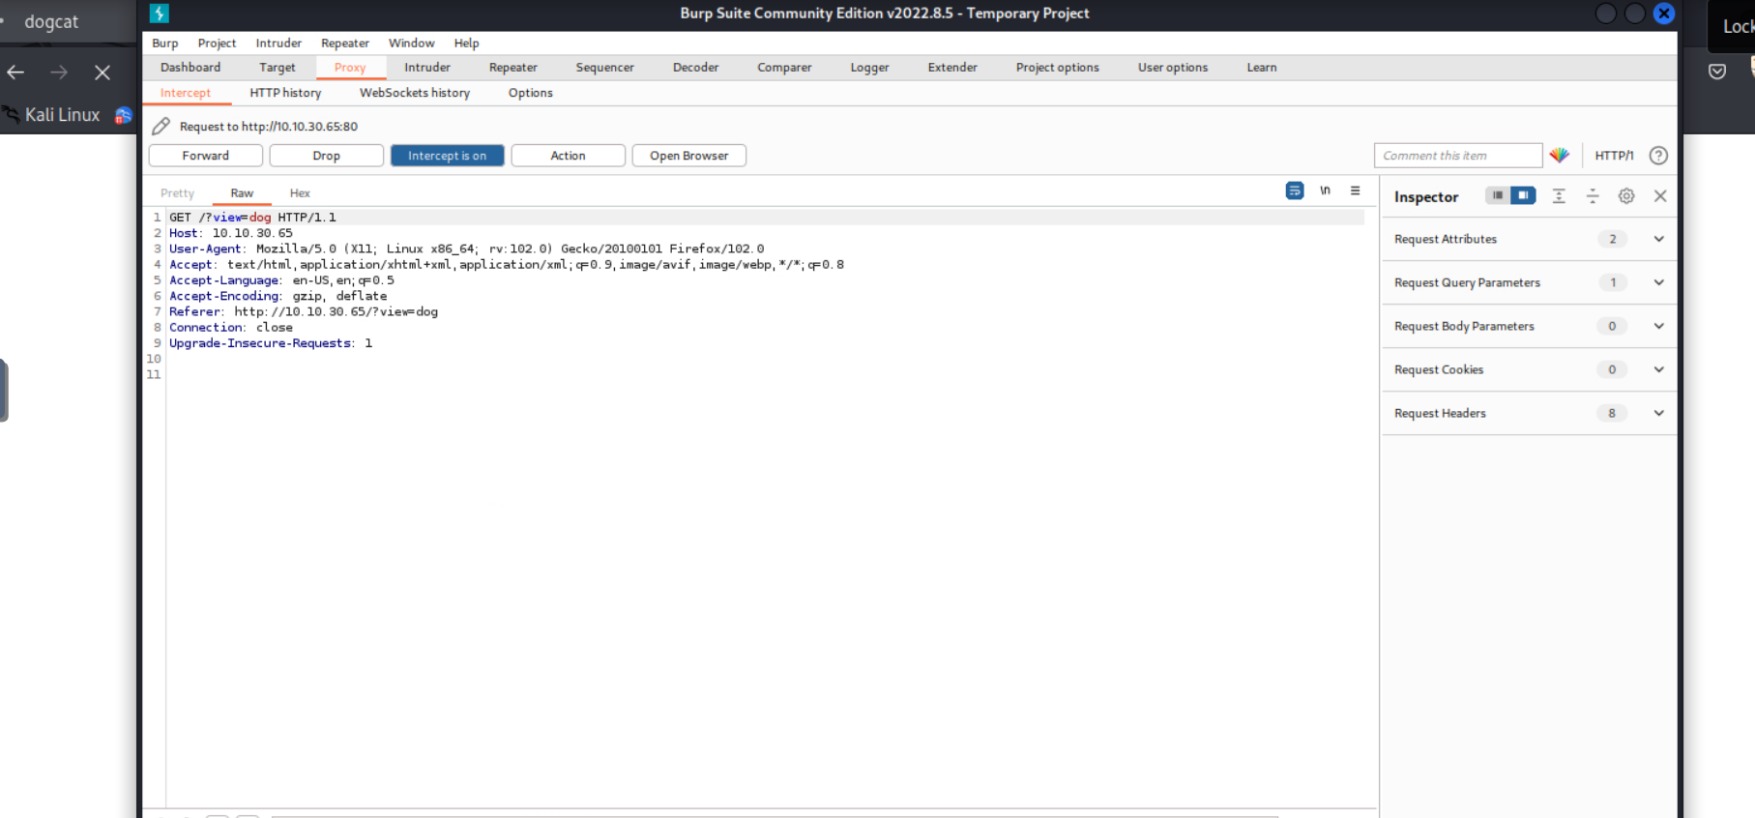 dogcat
Burp Suite Community Edition v2022.8.5 - Temporary Project
Lock
Burp Project Intruder Repeater Window Help
Dashboard Target Proxy Intruder Repeater Sequencer Decoder Comparer Logger Extender Project options User options Learn
Intercept HTTP history WebSockets history Options
Kali Linux
Request to http://10.10.30.65:80
Forward Drop Intercept is on Action Open Browser Comment this item HTTP/1 ?
Pretty Raw Hex \n
Inspector
1 GET /?view=dog HTTP/1.1
2 Host: 10.10.30.65
3 User-Agent: Mozilla/5.0 (X11; Linux x86_64; rv:102.0) Gecko/20100101 Firefox/102.0
4 Accept: text/html,application/xhtml+xml,application/xml;q=0.9,image/avif,image/webp,*/*;q=0.8
5 Accept-Language: en-US,en;q=0.5
6 Accept-Encoding: gzip, deflate
7 Referer: http://10.10.30.65/?view=dog
8 Connection: close
9 Upgrade-Insecure-Requests: 1
10
11
Request Attributes 2
Request Query Parameters 1
Request Body Parameters 0
Request Cookies 0
Request Headers 8